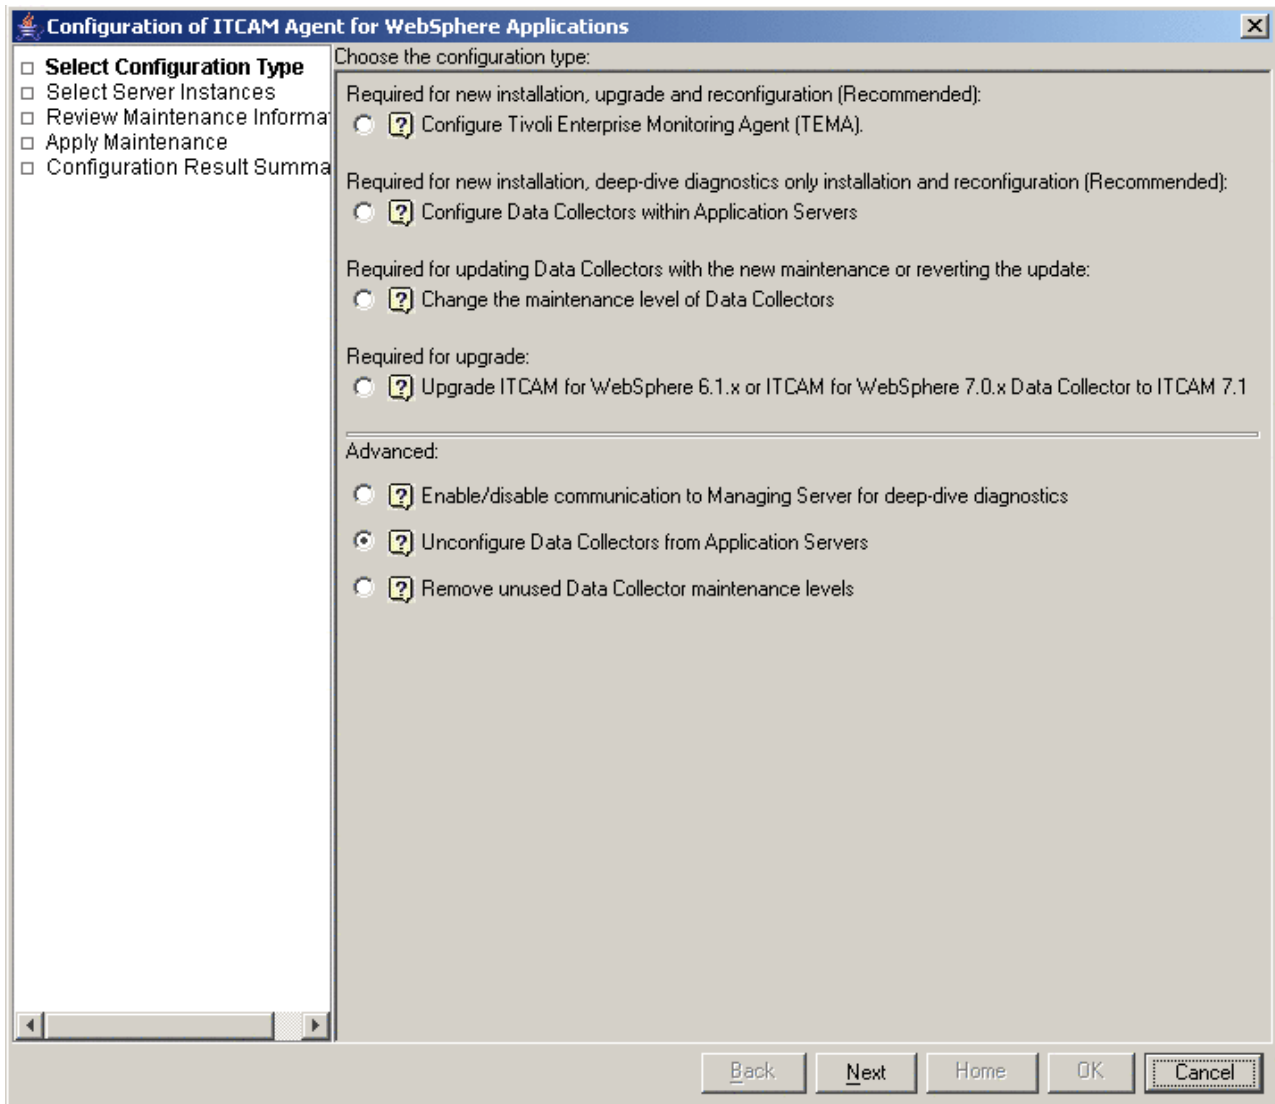 Configuration of ITCAM Agent for WebSphere Applications
Select Configuration Type
Select Server Instances
Review Maintenance Informa
Apply Maintenance
Configuration Result Summa
Choose the configuration type:
Required for new installation, upgrade and reconfiguration (Recommended):
? Configure Tivoli Enterprise Monitoring Agent (TEMA).
Required for new installation, deep-dive diagnostics only installation and reconfiguration (Recommended):
? Configure Data Collectors within Application Servers
Required for updating Data Collectors with the new maintenance or reverting the update:
? Change the maintenance level of Data Collectors
Required for upgrade:
? Upgrade ITCAM for WebSphere 6.1.x or ITCAM for WebSphere 7.0.x Data Collector to ITCAM 7.1
Advanced:
? Enable/disable communication to Managing Server for deep-dive diagnostics
? Unconfigure Data Collectors from Application Servers
? Remove unused Data Collector maintenance levels
Back Next Home OK Cancel